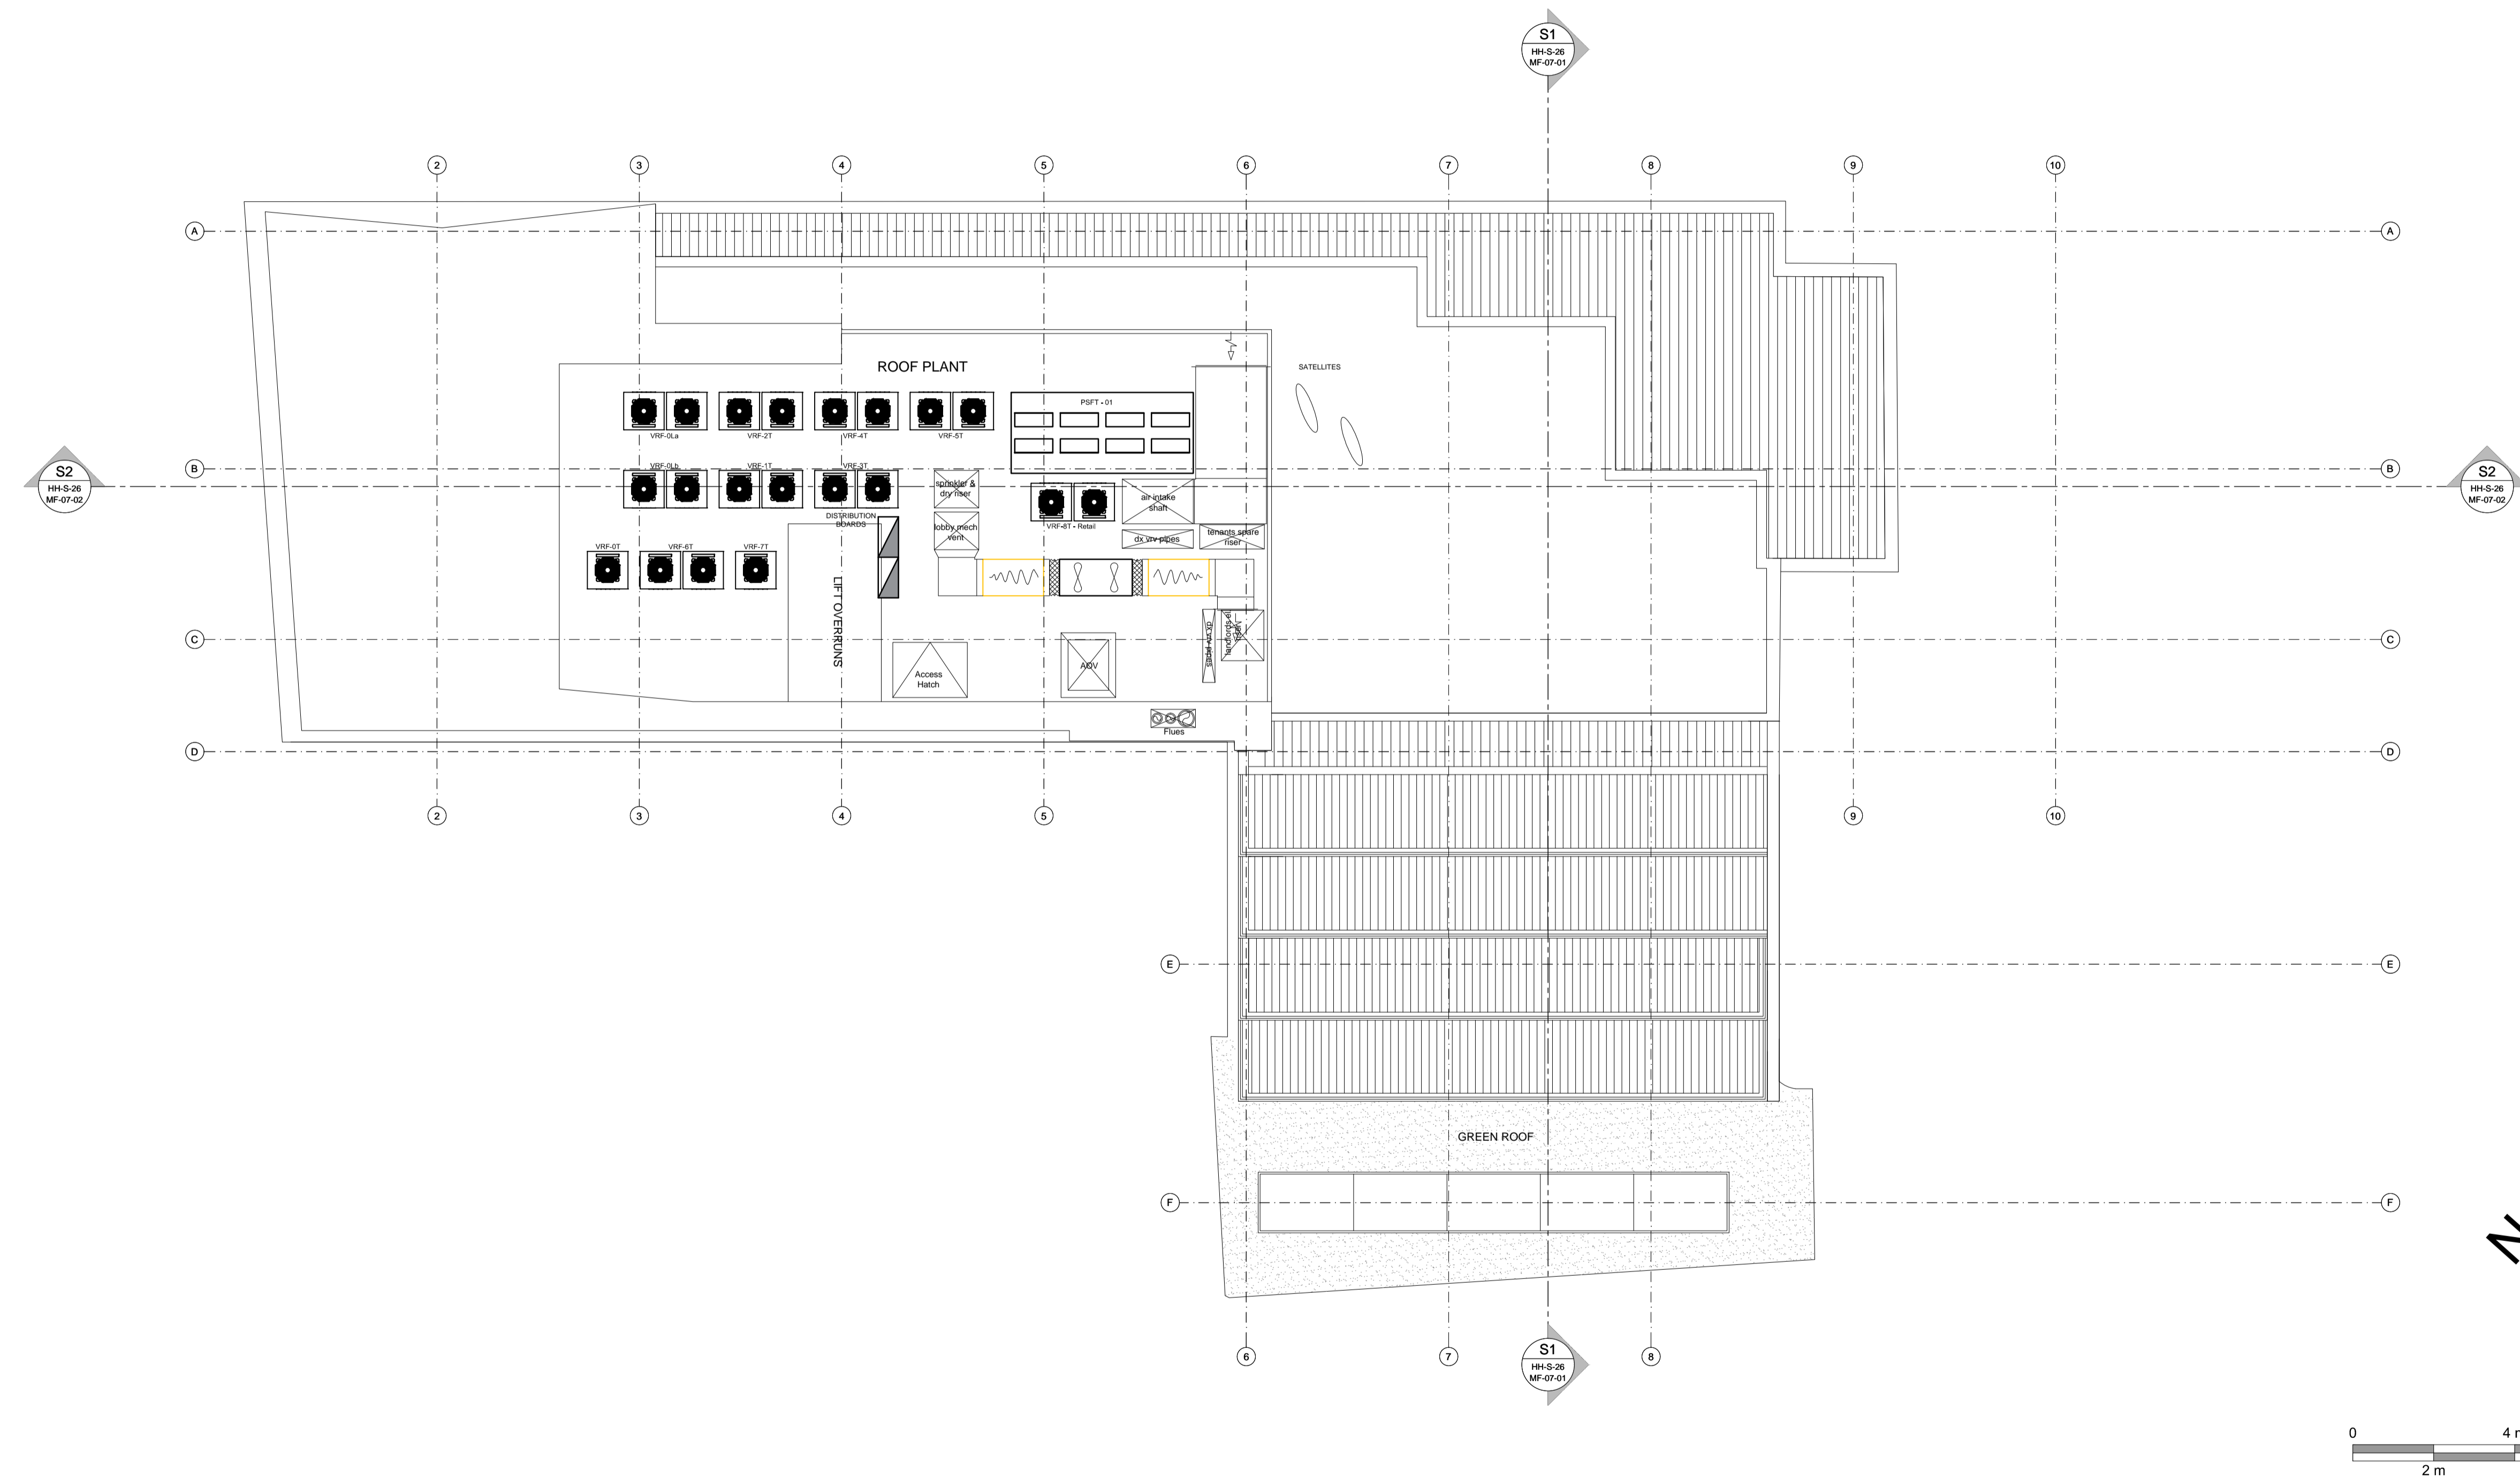 S1
HH-S-26
MF-07-01
2
3
4
5
6
7
8
9
10
A
A
ROOF PLANT
SATELLITES
PSFT - 01
VRF-0La
VRF-2T
VRF-4T
VRF-5T
S2
HH-S-26
MF-07-02
B
B
S2
HH-S-26
MF-07-02
VRF-0Lb
VRF-1T
VRF-3T
sprinkler &
dry riser
air intake
shaft
DISTRIBUTION
BOARDS
lobby mech
vent
VRF-8T - Retail
dx vrv pipes
tenants spare
riser
VRF-0T
VRF-6T
VRF-7T
LIFT OVERRUNS
dx vrv pipes
C
C
AOV
Access
Hatch
Flues
D
D
2
3
4
5
9
10
E
E
GREEN ROOF
F
F
N
6
7
8
S1
HH-S-26
MF-07-01
0
4 m
2 m